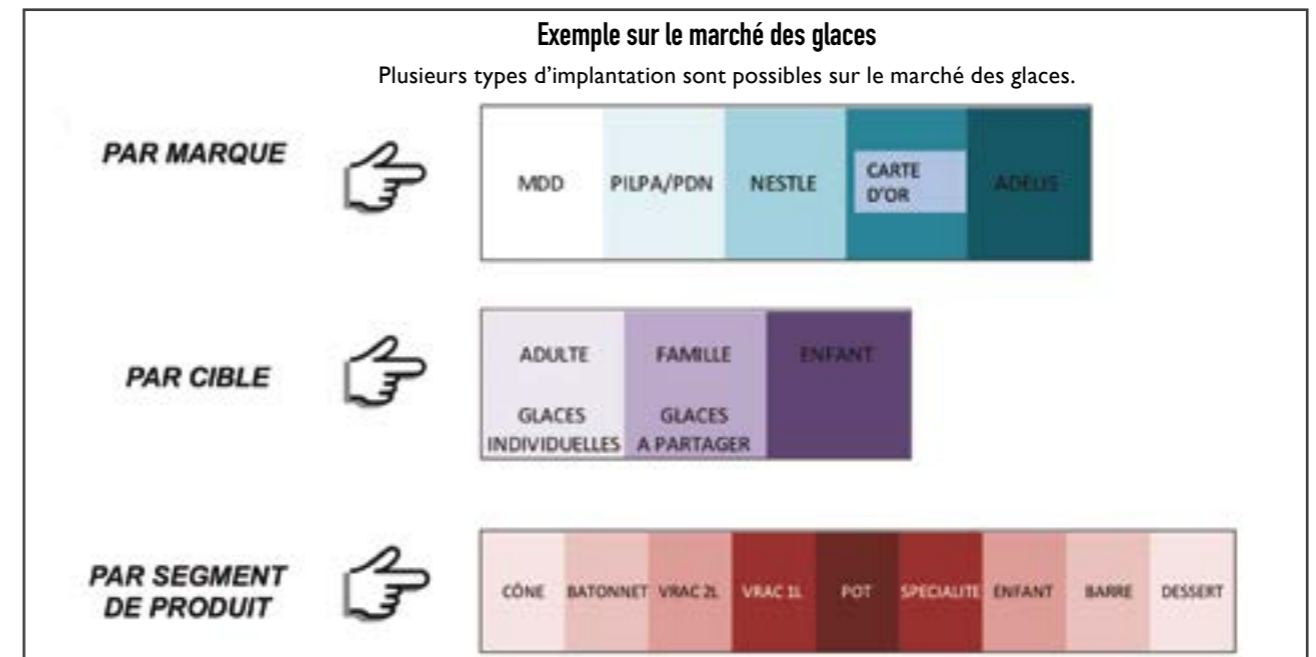 Exemple sur le marché des glaces
Plusieurs types d'implantation sont possibles sur le marché des glaces.
PAR MARQUE
MDD
PILPA/PDN
NESTLE
CARTE
D'OR
ADELIS
PAR CIBLE
ADULTE
GLACES
INDIVIDUELLES
FAMILLE
GLACES
A PARTAGER
ENFANT
PAR SEGMENT
DE PRODUIT
CÔNE
BATONNET
VRAC 2L
VRAC 1L
POT
SPECIALITE
ENFANT
BARRE
DESSERT